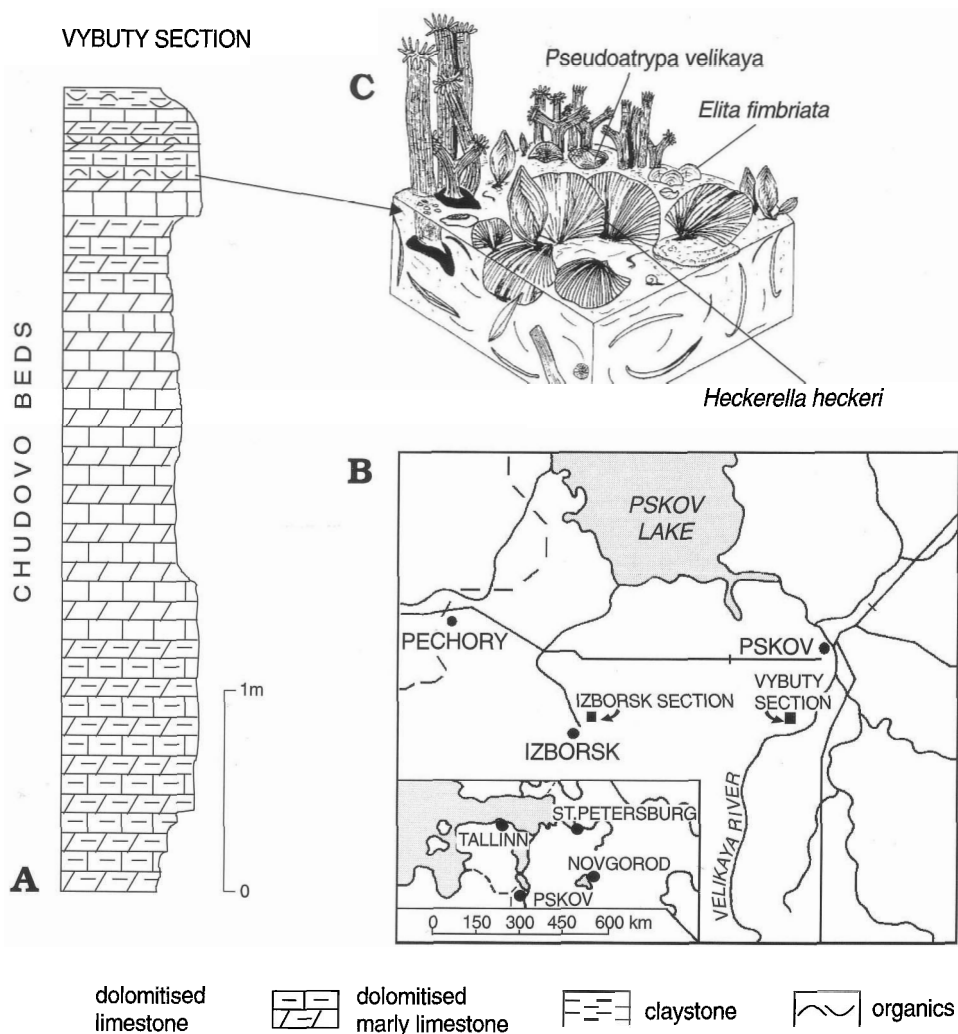 VYBUTY SECTION
C
Pseudoatrypa velikaya
Elita fimbriata
Heckerella heckeri
CHUDOVO BEDS
1m
0
A
B
PSKOV
LAKE
PECHORY
PSKOV
IZBORSK SECTION
VYBUTY
SECTION
IZBORSK
VELIKAYA RIVER
ST.PETERSBURG
TALLINN
NOVGOROD
PSKOV
0 150 300 450 600 km
dolomitised
limestone
dolomitised
marly limestone
claystone
organics